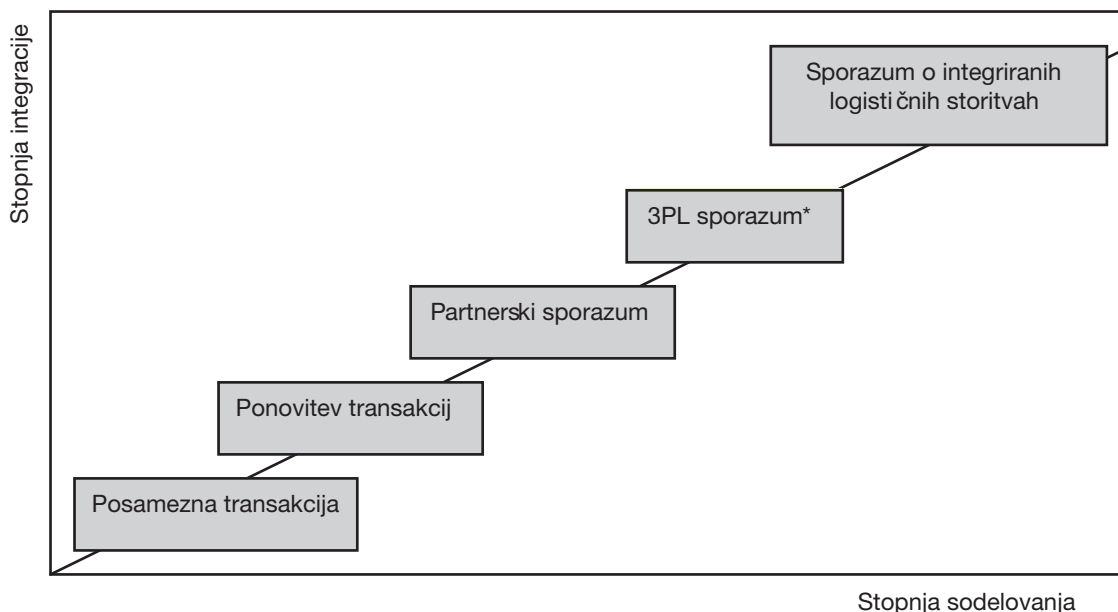 Stopnja integracije
Sporazum o integriranih
logisti čnih storitvah
3PL sporazum*
Partnerski sporazum
Ponovitev transakcij
Posamezna transakcija
Stopnja sodelovanja